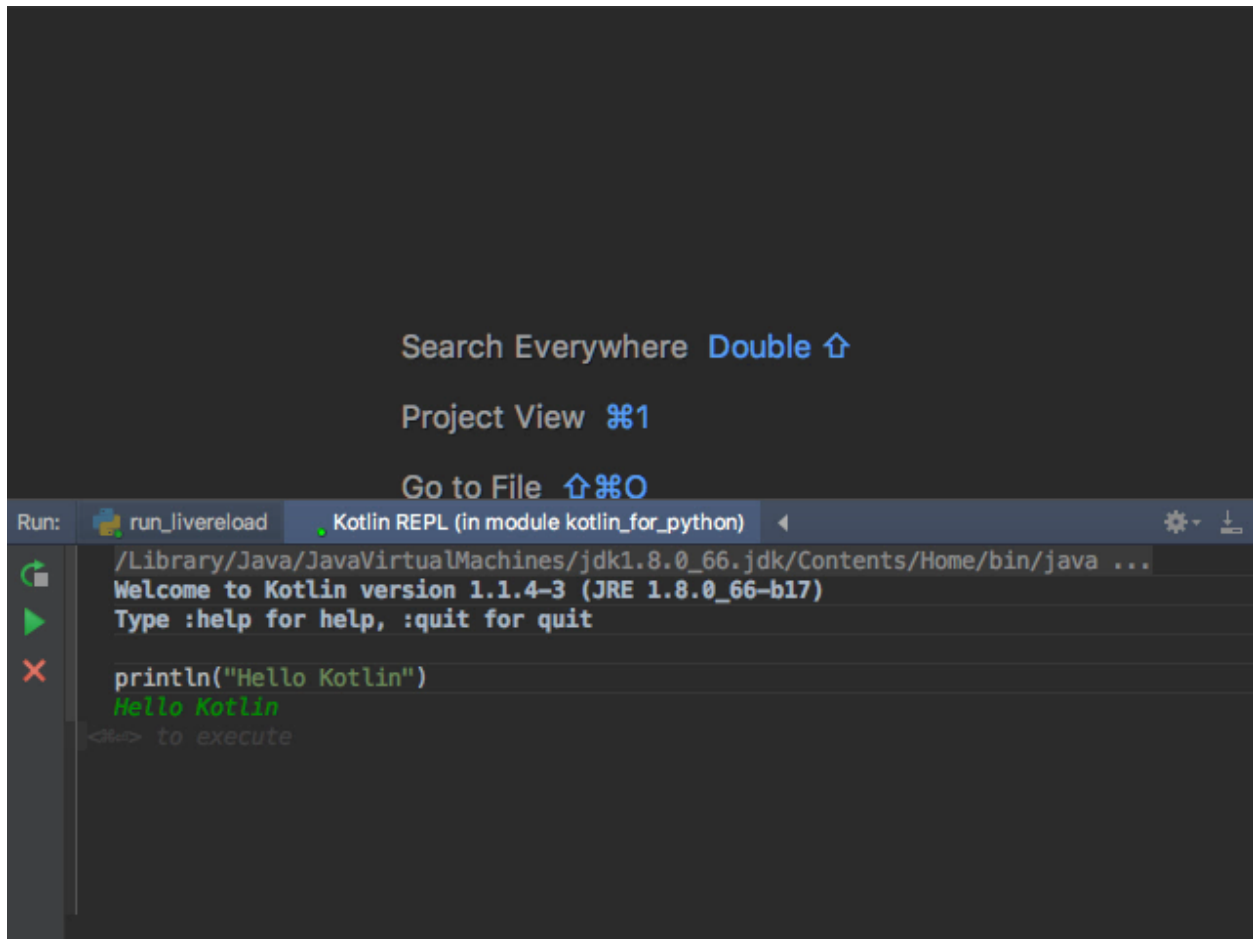 Search Everywhere Double ⇧
Project View ⌘1
Go to File ⇧⌘O
Run: run_livereload Kotlin REPL (in module kotlin_for_python)
/Library/Java/JavaVirtualMachines/jdk1.8.0_66.jdk/Contents/Home/bin/java ...
Welcome to Kotlin version 1.1.4-3 (JRE 1.8.0_66-b17)
Type :help for help, :quit for quit
println("Hello Kotlin")
Hello Kotlin
<⌘⏎> to execute